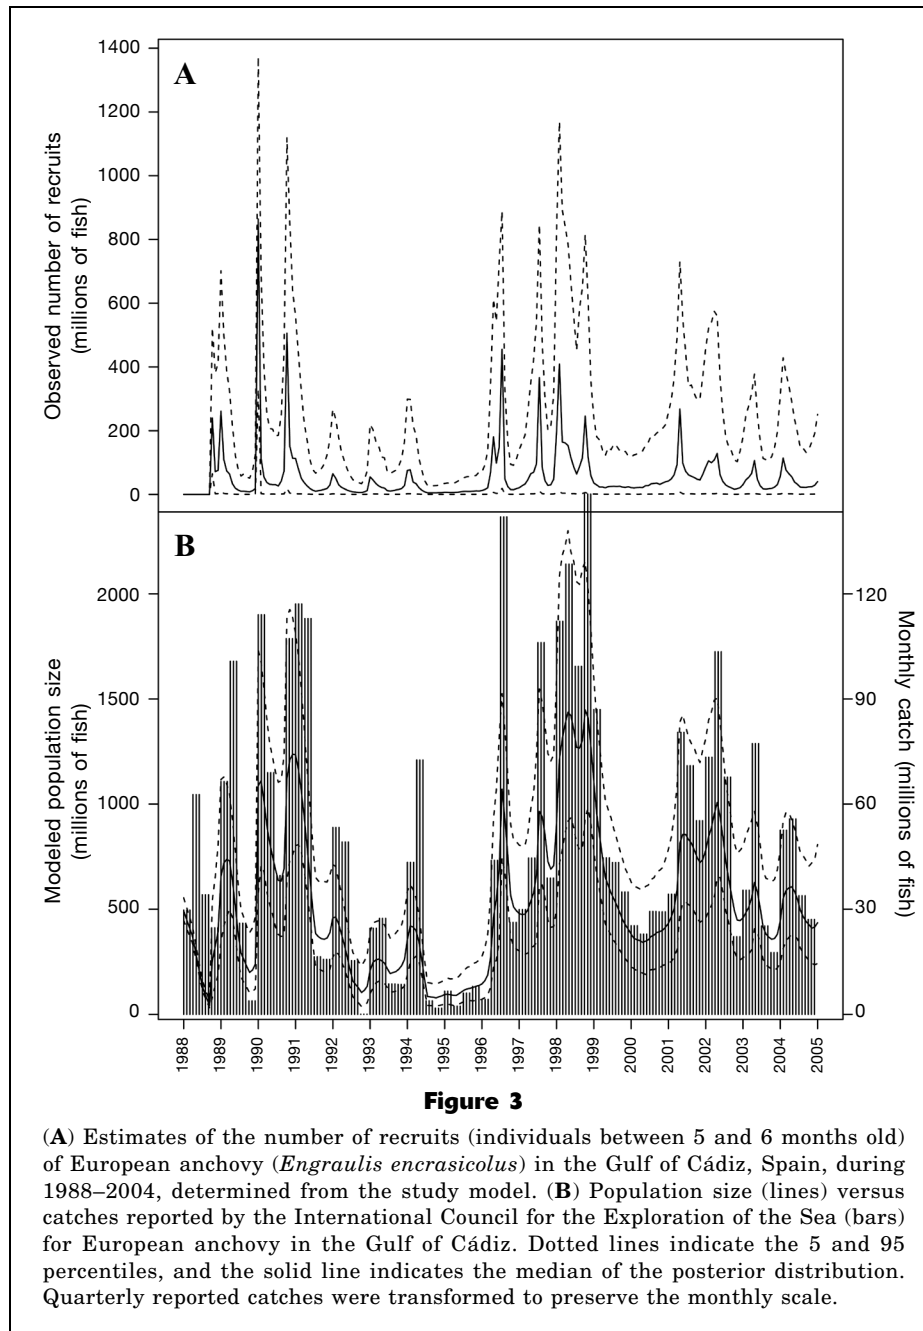 A
1400
1200
1000
800
600
400
200
0
Observed number of recruits
(millions of fish)
B
2000
1500
1000
500
0
Modeled population size
(millions of fish)
120
90
60
30
0
Monthly catch (millions of fish)
1988
1989
1990
1991
1992
1993
1994
1995
1996
1997
1998
1999
2000
2001
2002
2003
2004
2005
Figure 3
(A) Estimates of the number of recruits (individuals between 5 and 6 months old)
of European anchovy (Engraulis encrasicolus) in the Gulf of Cádiz, Spain, during
1988–2004, determined from the study model. (B) Population size (lines) versus
catches reported by the International Council for the Exploration of the Sea (bars)
for European anchovy in the Gulf of Cádiz. Dotted lines indicate the 5 and 95
percentiles, and the solid line indicates the median of the posterior distribution.
Quarterly reported catches were transformed to preserve the monthly scale.